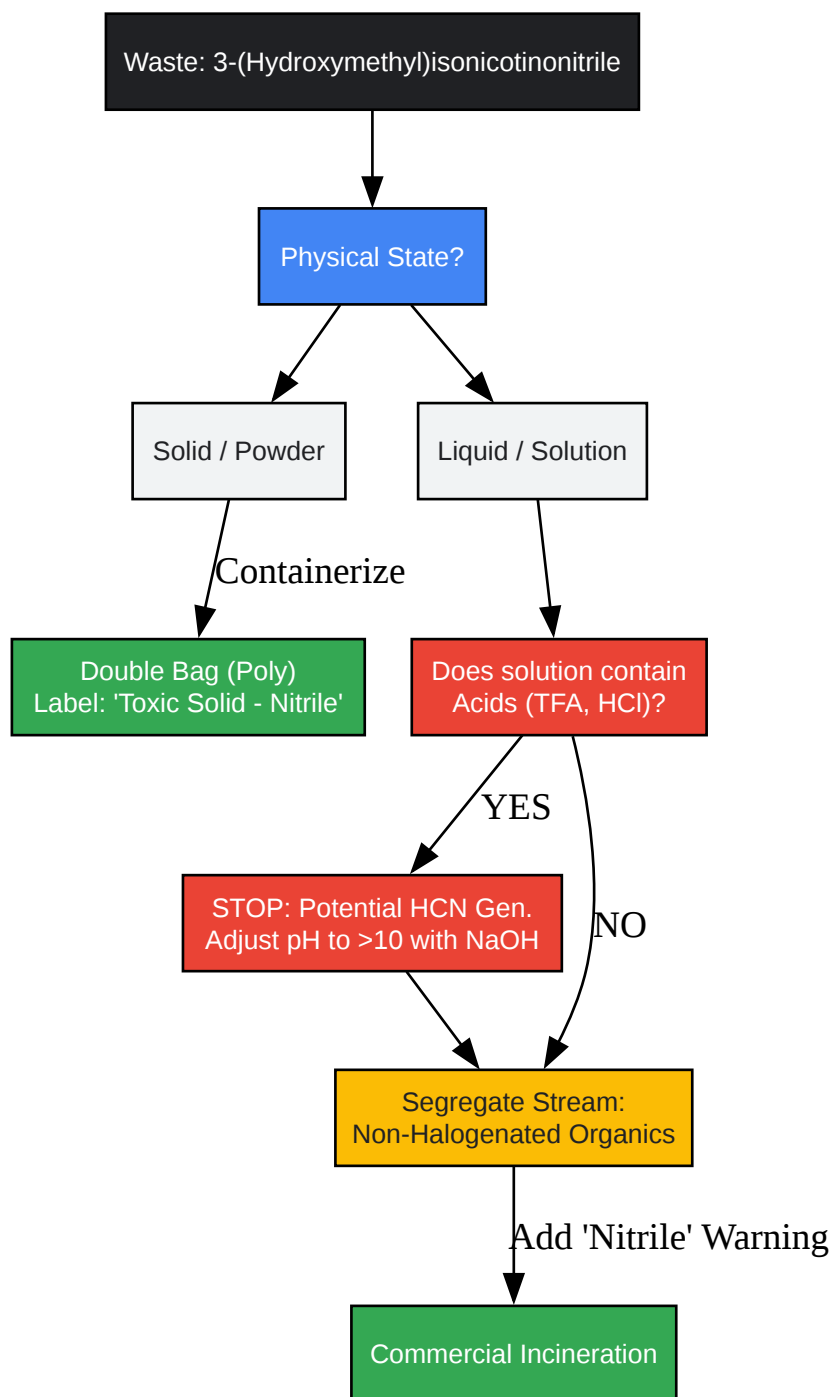 Waste: 3-(Hydroxymethyl)isonicotinonitrile
Physical State?
Solid / Powder
Liquid / Solution
Containerize
Double Bag (Poly)
Label: 'Toxic Solid - Nitrile'
Does solution contain
Acids (TFA, HCl)?
YES
STOP: Potential HCN Gen.
Adjust pH to >10 with NaOH
NO
Segregate Stream:
Non-Halogenated Organics
Add 'Nitrile' Warning
Commercial Incineration